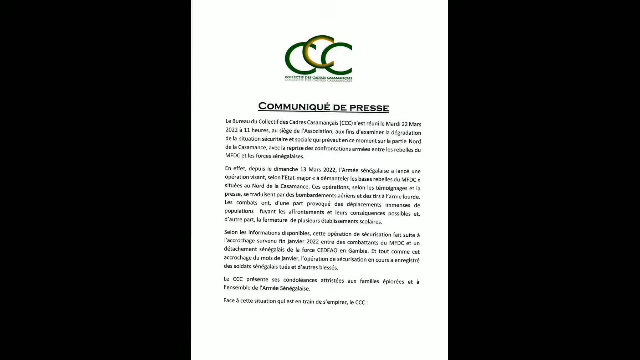 CCC
COLLECTIF DES CADRES CASAMANÇAIS
COMMUNIQUÉ DE PRESSE
Le Bureau du Collectif des Cadres Casamançais (CCC) s'est réuni le Mardi 22 Mars
2022 à 11 heures, au siège de l'Association, aux fins d'examiner la dégradation
de la situation sécuritaire et sociale qui prévaut en ce moment sur la partie Nord
de la Casamance, avec la reprise des confrontations armées entre les rebelles du
MFDC et les forces sénégalaises.
En effet, depuis le dimanche 13 Mars 2022, l'Armée sénégalaise a lancé une
opération visant, selon l'Etat-major « à démanteler les bases rebelles du MFDC »
situées au Nord de la Casamance. Ces opérations, selon les témoignages et la
presse, se traduisent par des bombardements aériens et des tirs à l'arme lourde.
Les combats ont, d'une part provoqué des déplacements immenses de
populations fuyant les affrontements et leurs conséquences possibles et,
d'autre part, la fermeture de plusieurs établissements scolaires.
Selon les informations disponibles, cette opération de sécurisation fait suite à
l'accrochage survenu fin janvier 2022 entre des combattants du MFDC et un
détachement sénégalais de la force CEDEAO en Gambie. Et tout comme cet
accrochage du mois de janvier, l'opération de sécurisation en cours a enregistré
des soldats sénégalais tués et d'autres blessés.
Le CCC présente ses condoléances attristées aux familles éplorées et à
l'ensemble de l'Armée Sénégalaise.
Face à cette situation qui est en train de s'empirer, le CCC :